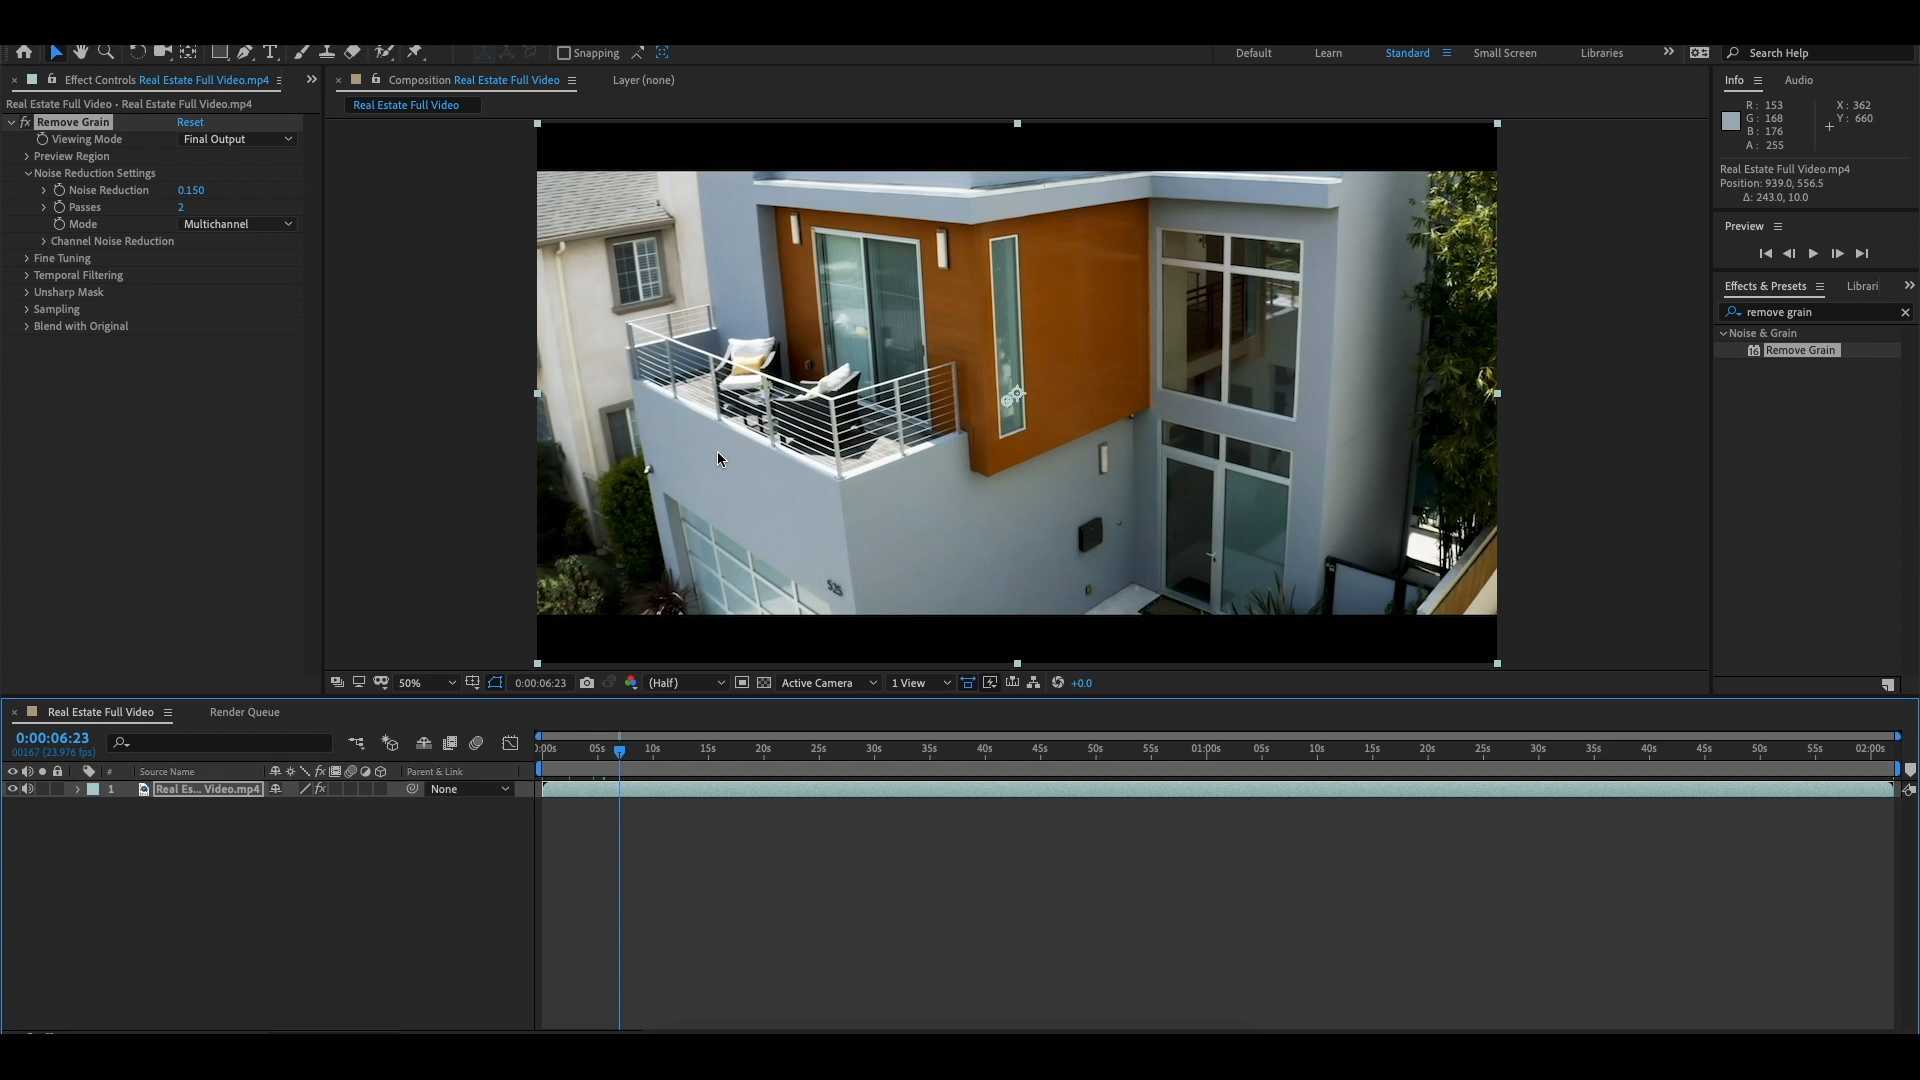 T
Snapping
Default
Learn
Standard
Small Screen
Libraries
Search Help
Effect Controls Real Estate Full Video.mp4
Composition Real Estate Full Video
Layer (none)
Real Estate Full Video
Info
Audio
Real Estate Full Video • Real Estate Full Video.mp4
fx Remove Grain Reset
Viewing Mode Final Output
Preview Region
Noise Reduction Settings
Noise Reduction 0.150
Passes 2
Mode Multichannel
Channel Noise Reduction
Fine Tuning
Temporal Filtering
Unsharp Mask
Sampling
Blend with Original
R: 153
G: 168
B: 176
A: 255
X: 362
Y: 660
Real Estate Full Video.mp4
Position: 939.0, 556.5
Δ: 243.0, 10.0
Preview
Effects & Presets
Librari
remove grain
Noise & Grain
16 Remove Grain
525
50%
0:00:06:23
(Half)
Active Camera
1 View
+0.0
Real Estate Full Video
Render Queue
0:00:06:23
00167 (23.976 fps)
# Source Name fx Parent & Link
1 Real Es... Video.mp4 fx None
):00s 05s 10s 15s 20s 25s 30s 35s 40s 45s 50s 55s 01:00s 05s 10s 15s 20s 25s 30s 35s 40s 45s 50s 55s 02:00s